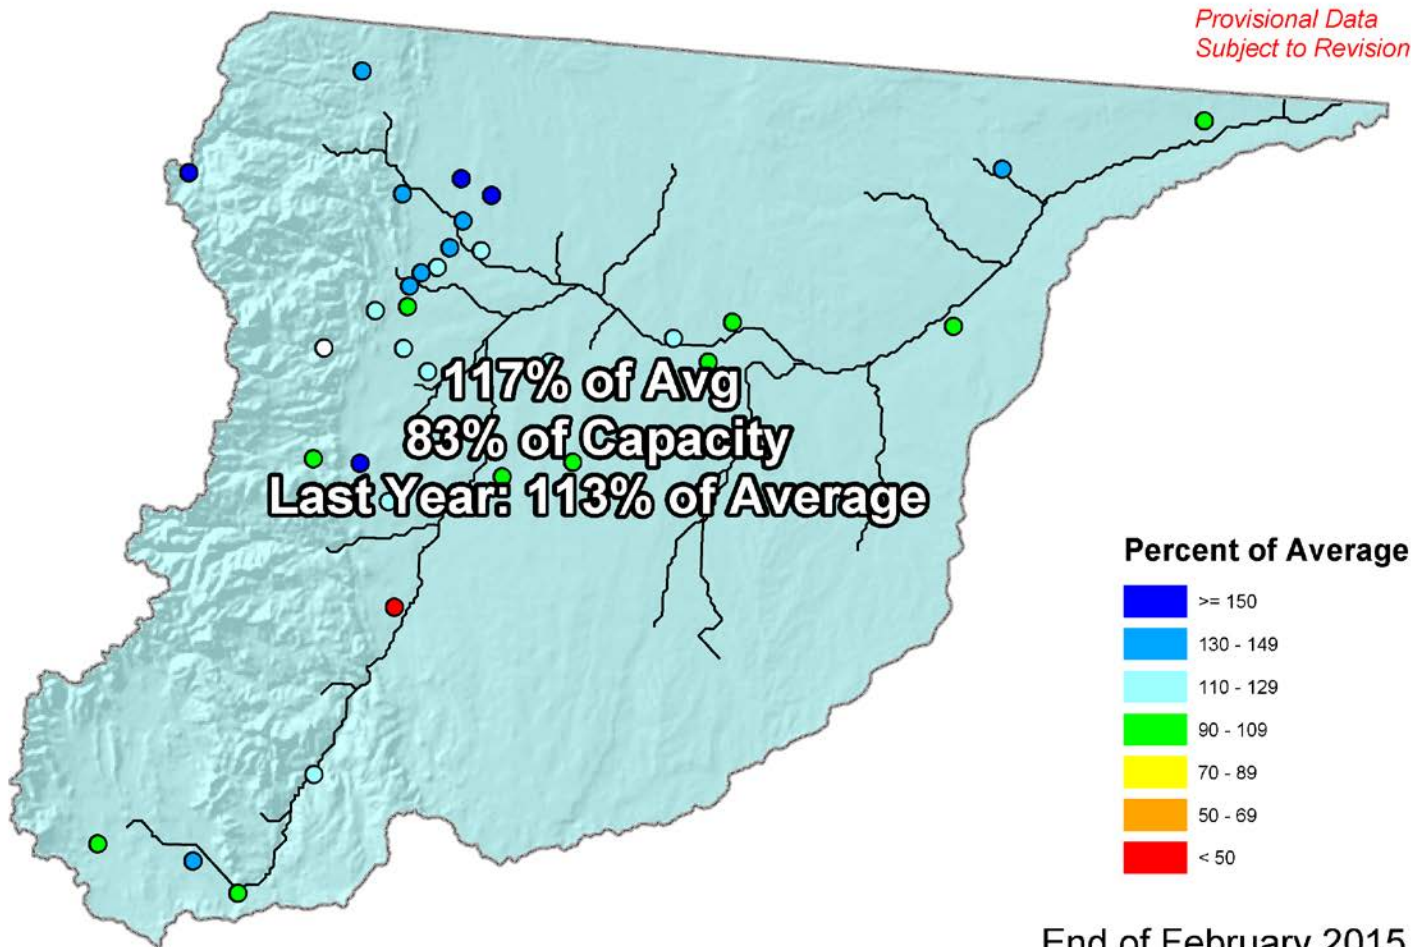 Provisional Data
Subject to Revision
117% of Avg
83% of Capacity
Last Year: 113% of Average
Percent of Average
>= 150
130 - 149
110 - 129
90 - 109
70 - 89
50 - 69
< 50
End of February 2015